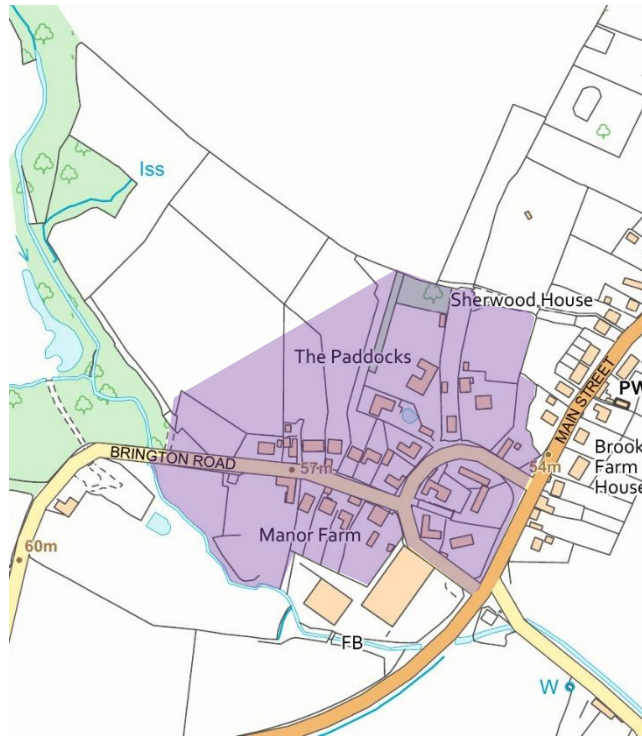 Iss
Sherwood House
The Paddocks
PW
MAIN STREET
BRINGTON ROAD
57m
54m
Brook
Farm
House
Manor Farm
60m
FB
W